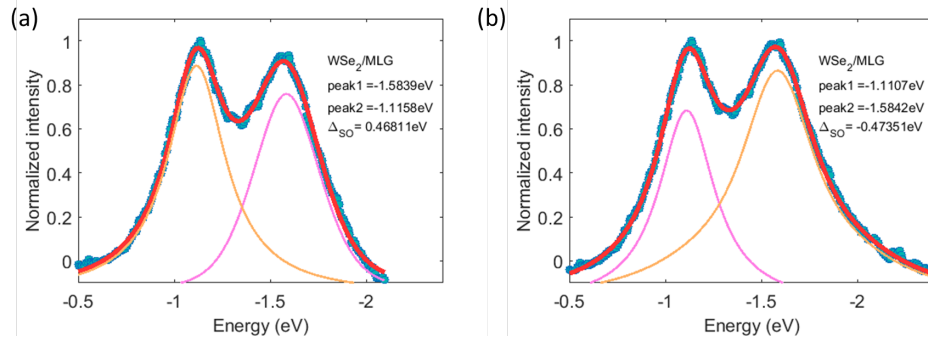 (a)
Normalized intensity
1
0.8
0.6
0.4
0.2
0
-0.5
-1
-1.5
-2
Energy (eV)
WSe₂/MLG
peak1 =-1.5839eV
peak2 =-1.1158eV
Δ_SO= 0.46811eV
(b)
Normalized intensity
1
0.8
0.6
0.4
0.2
0
-0.5
-1
-1.5
-2
Energy (eV)
WSe₂/MLG
peak1 =-1.1107eV
peak2 =-1.5842eV
Δ_SO= -0.47351eV